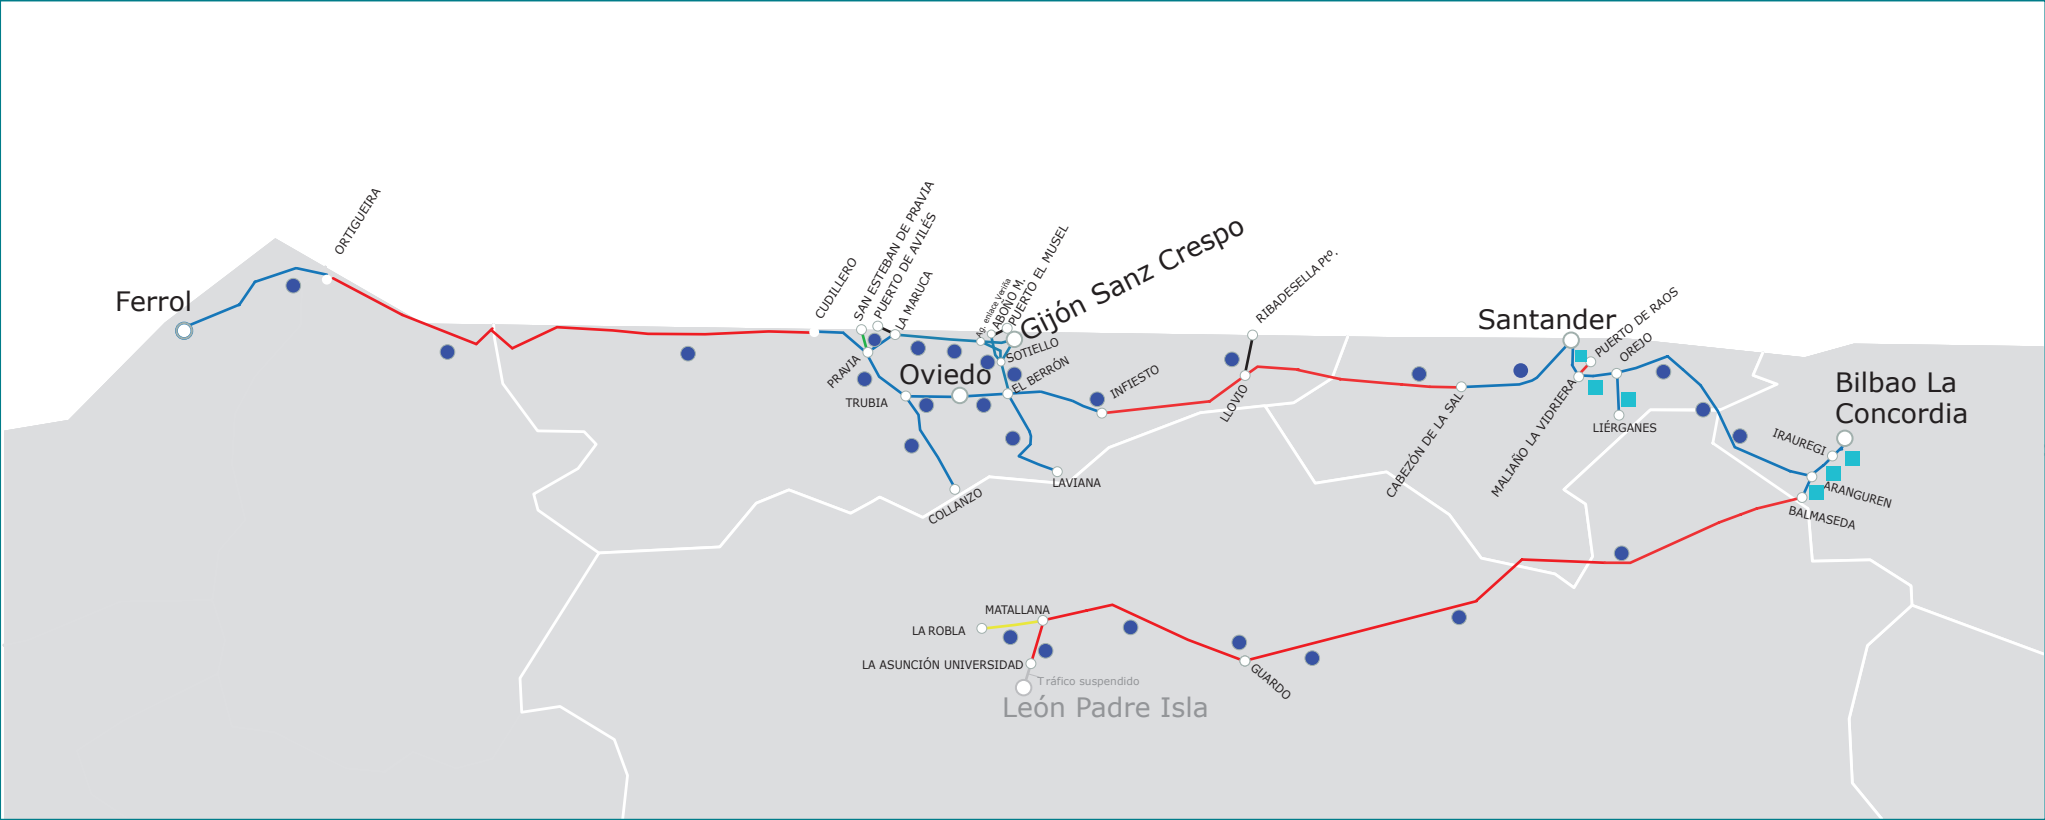 ORTIGUEIRA
Ferrol
CUDILLERO
SAN ESTEBAN DE PRAVIA
PUERTO DE AVILÉS
LA MARUCA
Ag. enlace Veriña
ABOÑO M.
PUERTO EL MUSEL
Gijón Sanz Crespo
SOTIELLO
EL BERRÓN
PRAVIA
Oviedo
TRUBIA
INFIESTO
RIBADESELLA Pto.
LLOVIO
COLLANZO
LAVIANA
Santander
PUERTO DE RAOS
OREJO
CABEZÓN DE LA SAL
MALIAÑO LA VIDRIERA
LIÉRGANES
Bilbao La
Concordia
IRAUREGI
ARANGUREN
BALMASEDA
MATALLANA
LA ROBLA
LA ASUNCIÓN UNIVERSIDAD
Tráfico suspendido
León Padre Isla
GUARDO